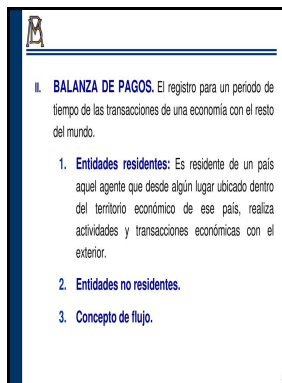 II. BALANZA DE PAGOS. El registro para un periodo de
tiempo de las transacciones de una economía con el resto
del mundo.
1. Entidades residentes: Es residente de un país
aquel agente que desde algún lugar ubicado dentro
del territorio económico de ese país, realiza
actividades y transacciones económicas con el
exterior.
2. Entidades no residentes.
3. Concepto de flujo.